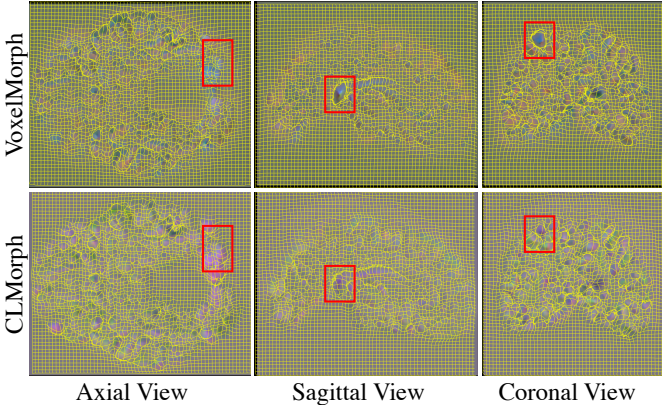 VoxelMorph
CLMorph
Axial View
Sagittal View
Coronal View